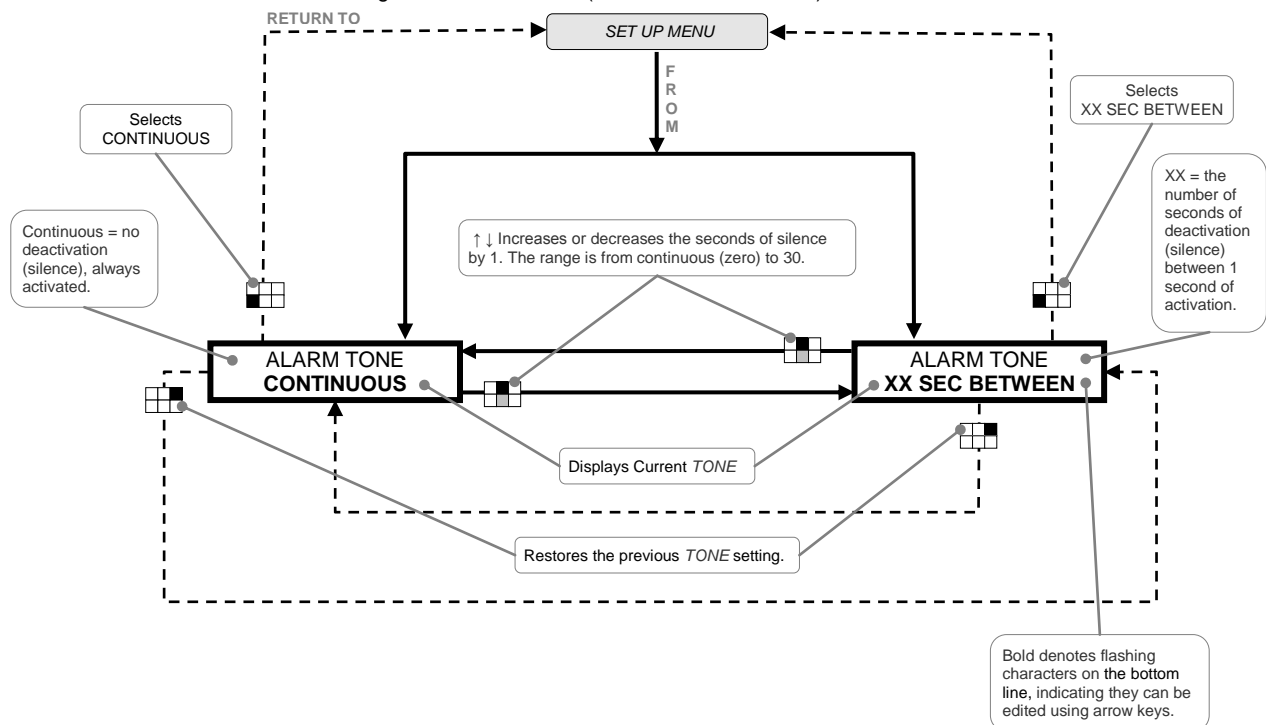 RETURN TO
SET UP MENU
F
R
O
M
Selects
CONTINUOUS
Selects
XX SEC BETWEEN
Continuous = no
deactivation
(silence), always
activated.
↑ ↓ Increases or decreases the seconds of silence
by 1. The range is from continuous (zero) to 30.
XX = the
number of
seconds of
deactivation
(silence)
between 1
second of
activation.
ALARM TONE
CONTINUOUS
ALARM TONE
XX SEC BETWEEN
Displays Current TONE
Restores the previous TONE setting.
Bold denotes flashing
characters on the bottom
line, indicating they can be
edited using arrow keys.